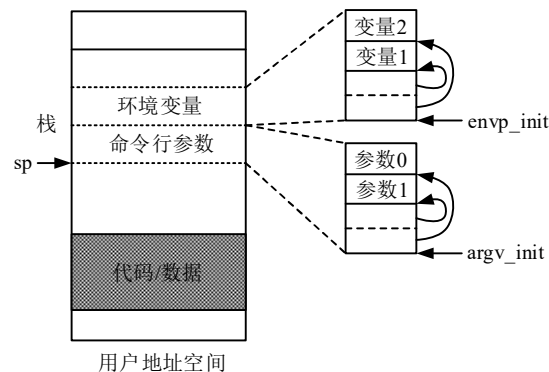 变量2
变量1
环境变量
envp_init
栈
命令行参数
sp
参数0
参数1
argv_init
代码/数据
用户地址空间